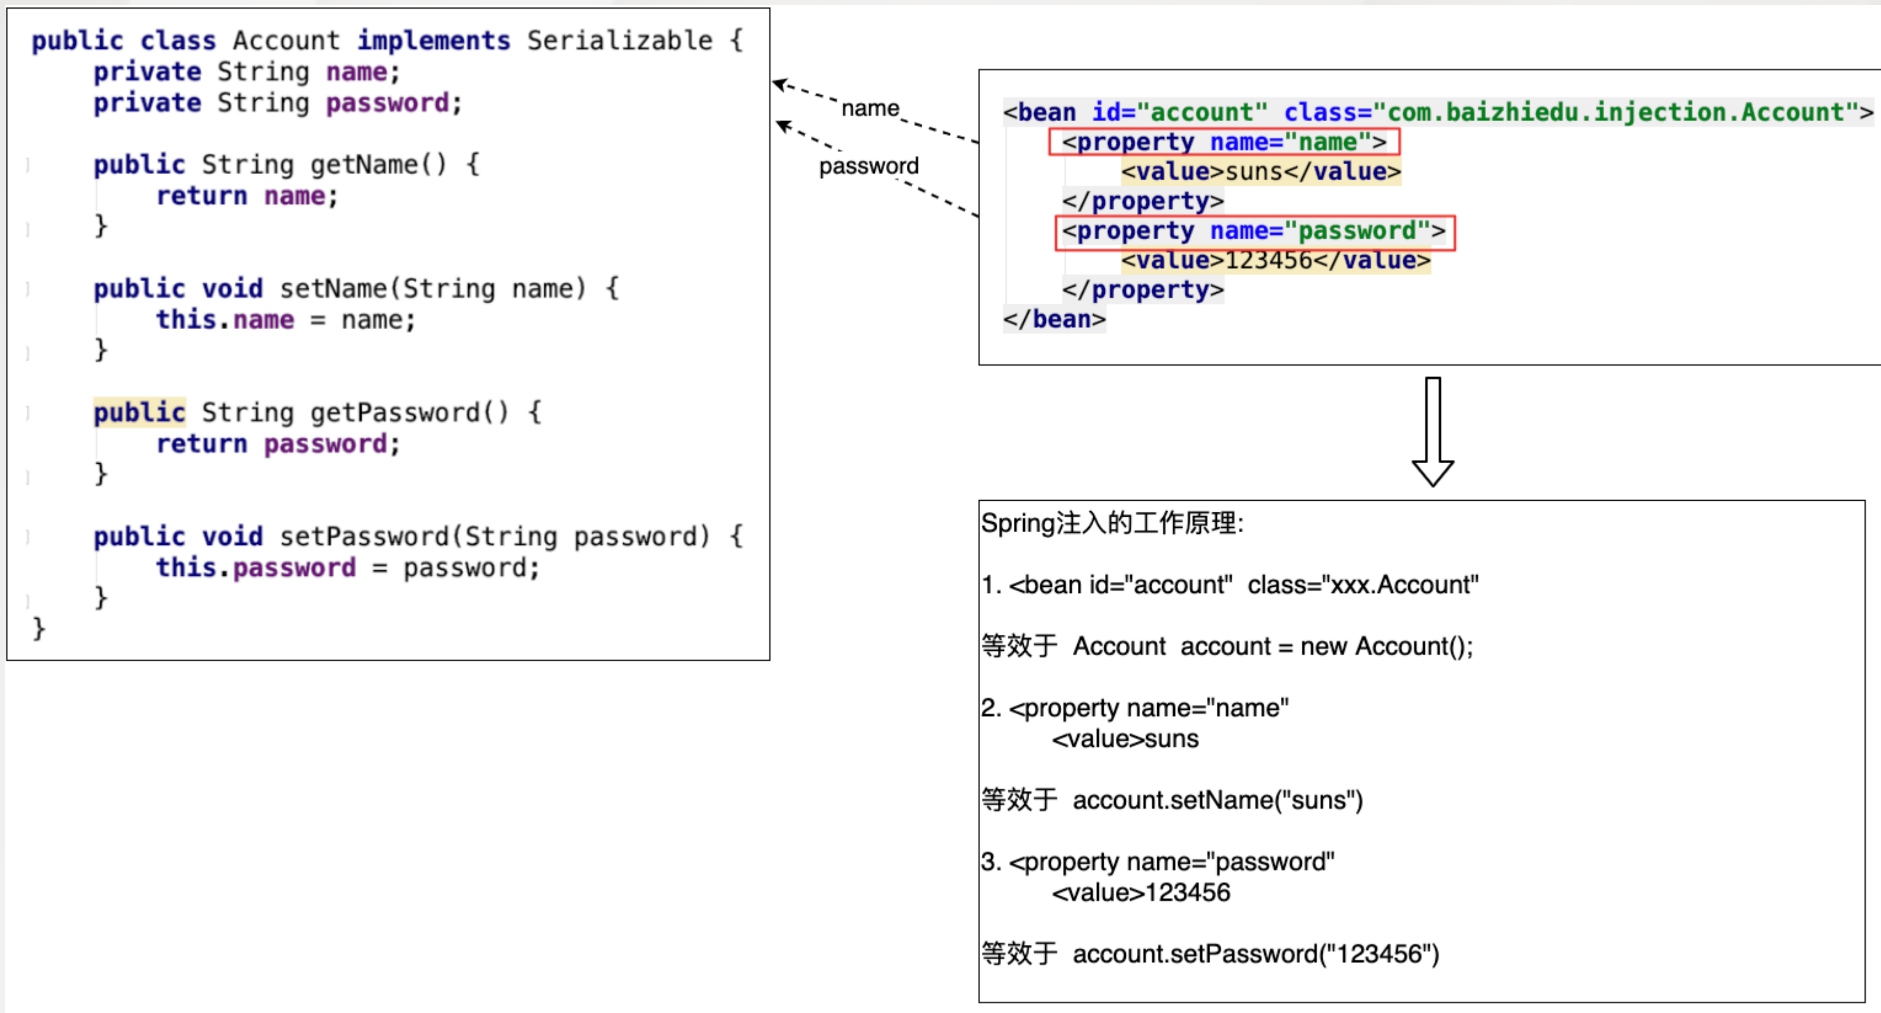 public class Account implements Serializable {
    private String name;
    private String password;

    public String getName() {
        return name;
    }

    public void setName(String name) {
        this.name = name;
    }

    public String getPassword() {
        return password;
    }

    public void setPassword(String password) {
        this.password = password;
    }
}
name
password
<bean id="account" class="com.baizhiedu.injection.Account">
    <property name="name">
        <value>suns</value>
    </property>
    <property name="password">
        <value>123456</value>
    </property>
</bean>
Spring注入的工作原理:
1. <bean id="account"  class="xxx.Account"
等效于  Account  account = new Account();
2. <property name="name"
        <value>suns
等效于  account.setName("suns")
3. <property name="password"
        <value>123456
等效于  account.setPassword("123456")